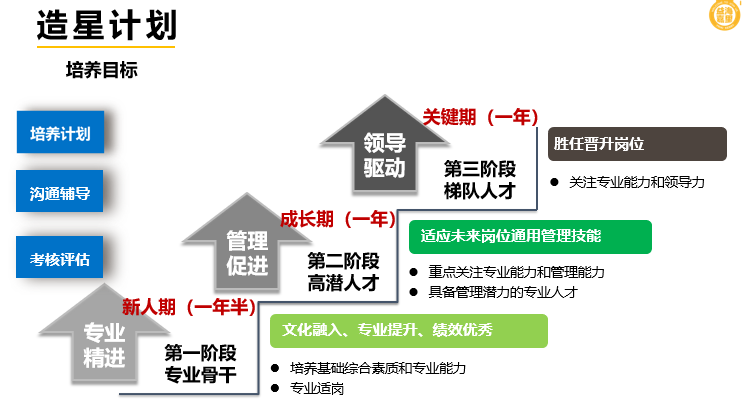 造星计划
培养目标
培养计划
沟通辅导
考核评估
关键期（一年）
领导
驱动
第三阶段
梯队人才
胜任晋升岗位
● 关注专业能力和领导力
成长期（一年）
管理
促进
第二阶段
高潜人才
适应未来岗位通用管理技能
● 重点关注专业能力和管理能力
● 具备管理潜力的专业人才
新人期（一年半）
专业
精进
第一阶段
专业骨干
文化融入、专业提升、绩效优秀
● 培养基础综合素质和专业能力
● 专业适岗